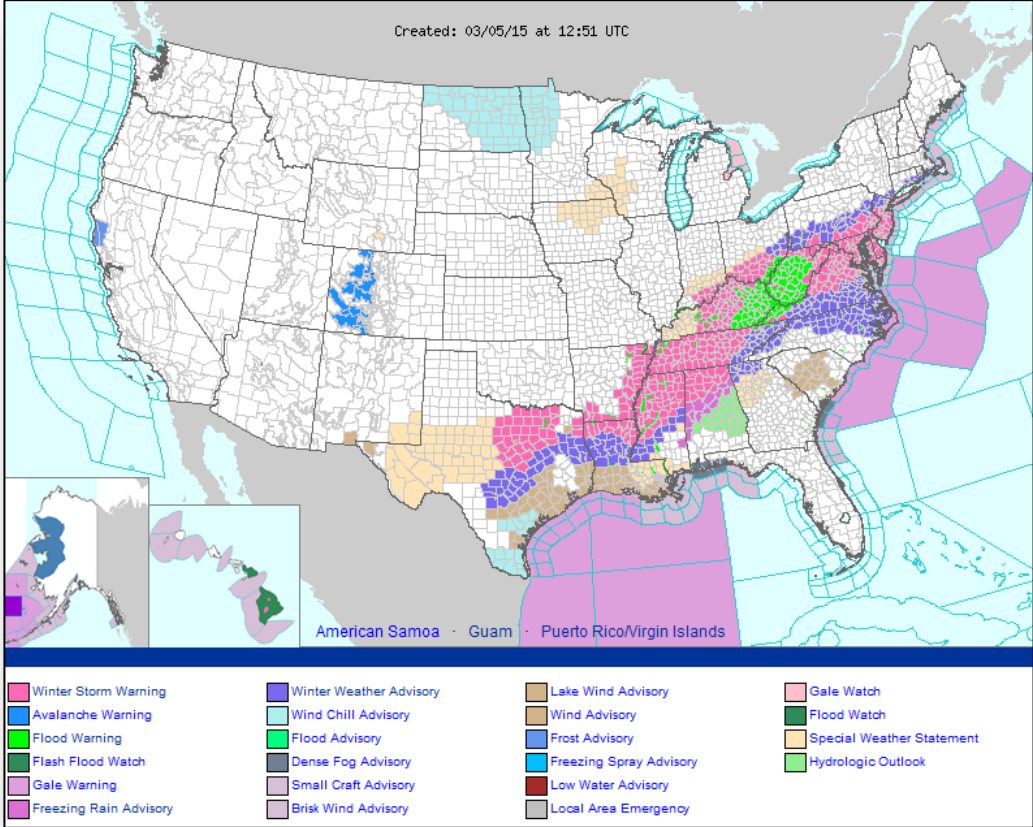 Created: 03/05/15 at 12:51 UTC
American Samoa · Guam · Puerto Rico/Virgin Islands
Winter Storm Warning
Avalanche Warning
Flood Warning
Flash Flood Watch
Gale Warning
Freezing Rain Advisory
Winter Weather Advisory
Wind Chill Advisory
Flood Advisory
Dense Fog Advisory
Small Craft Advisory
Brisk Wind Advisory
Lake Wind Advisory
Wind Advisory
Frost Advisory
Freezing Spray Advisory
Low Water Advisory
Local Area Emergency
Gale Watch
Flood Watch
Special Weather Statement
Hydrologic Outlook